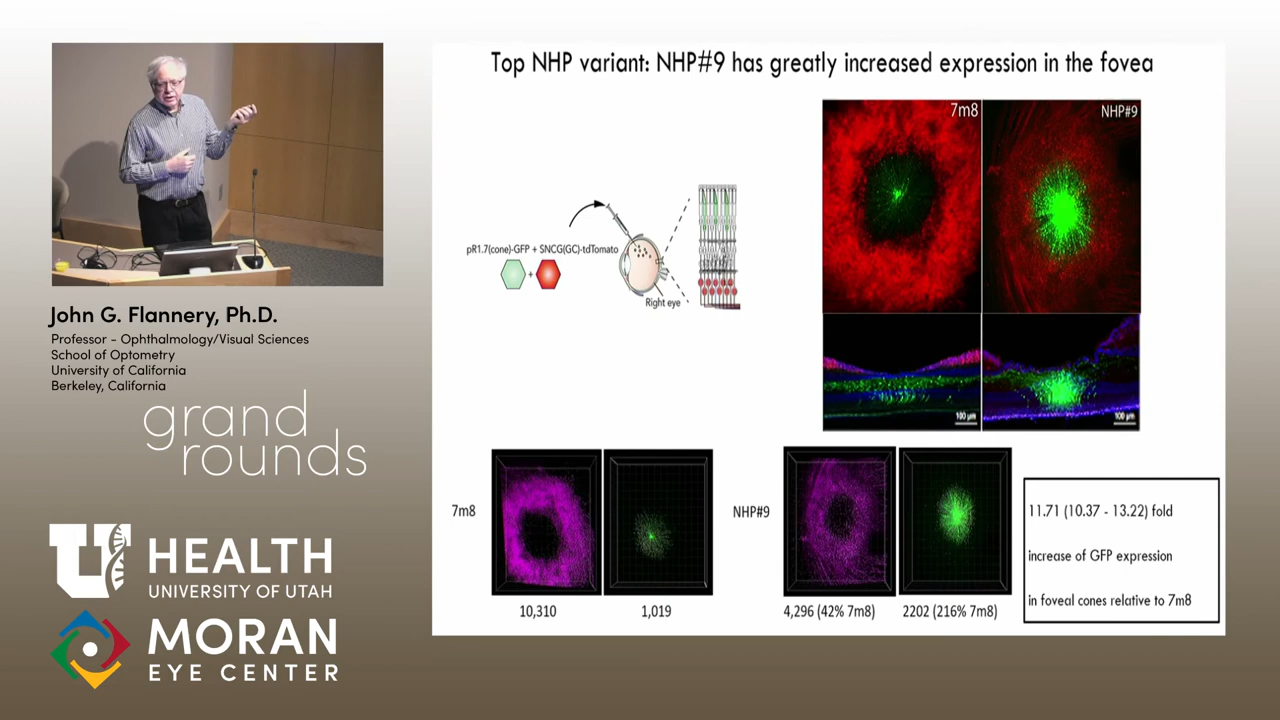 Top NHP variant: NHP#9 has greatly increased expression in the fovea
7m8
NHP#9
pR1.7(cone)-GFP + SNCG(GC)-tdTomato
+
Right eye
100 µm
100 µm
7m8
NHP#9
10,310
1,019
4,296 (42% 7m8)
2202 (216% 7m8)
11.71 (10.37 - 13.22) fold
increase of GFP expression
in foveal cones relative to 7m8
John G. Flannery, Ph.D.
Professor - Ophthalmology/Visual Sciences
School of Optometry
University of California
Berkeley, California
grand
rounds
U
HEALTH
UNIVERSITY OF UTAH
MORAN
EYE CENTER